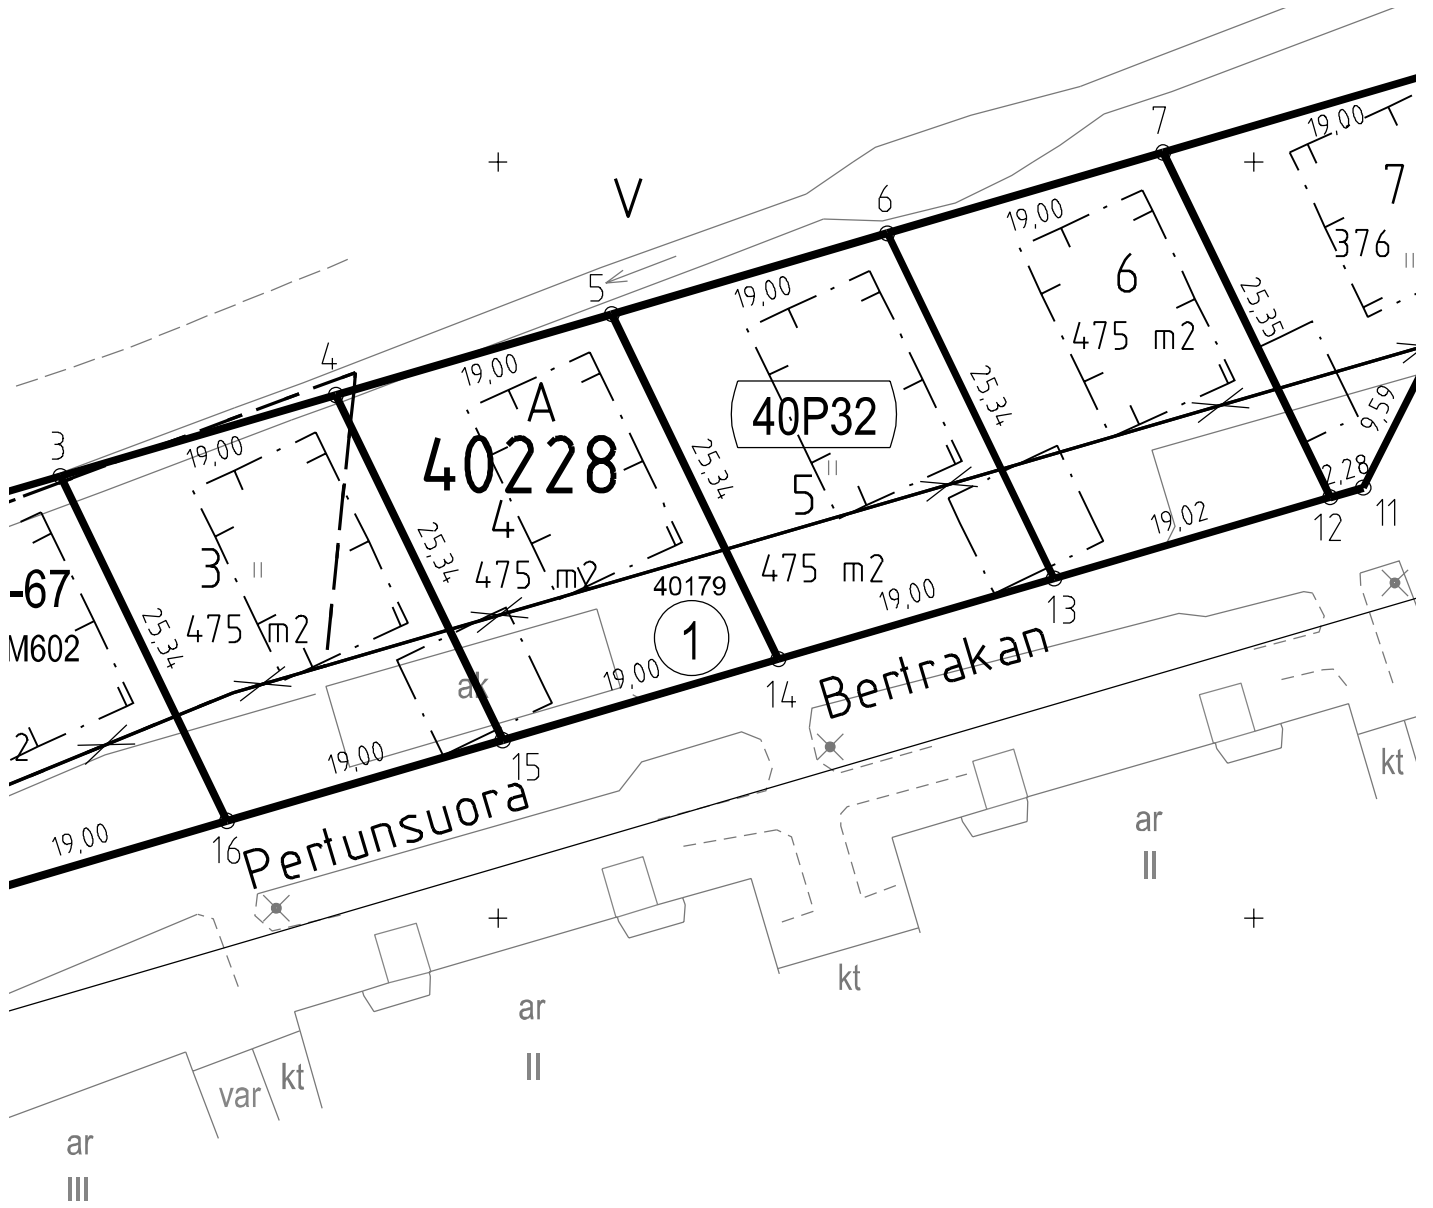 7
19,00
7
V
6
19,00
6
376
5
19,00
25,35
475 m2
4
19,00
A
25,34
9,59
3
19,00
40P32
40228
25,34
5
2,28
11
12
4
19,02
25,34
3
475 m2
475 m2
-67
40179
19,00
13
475 m2
1
25,34
M602
Bertrakan
19,00
14
ak
2
19,00
15
kt
Pertunsuora
19,00
16
ar
II
kt
ar
II
kt
var
ar
III